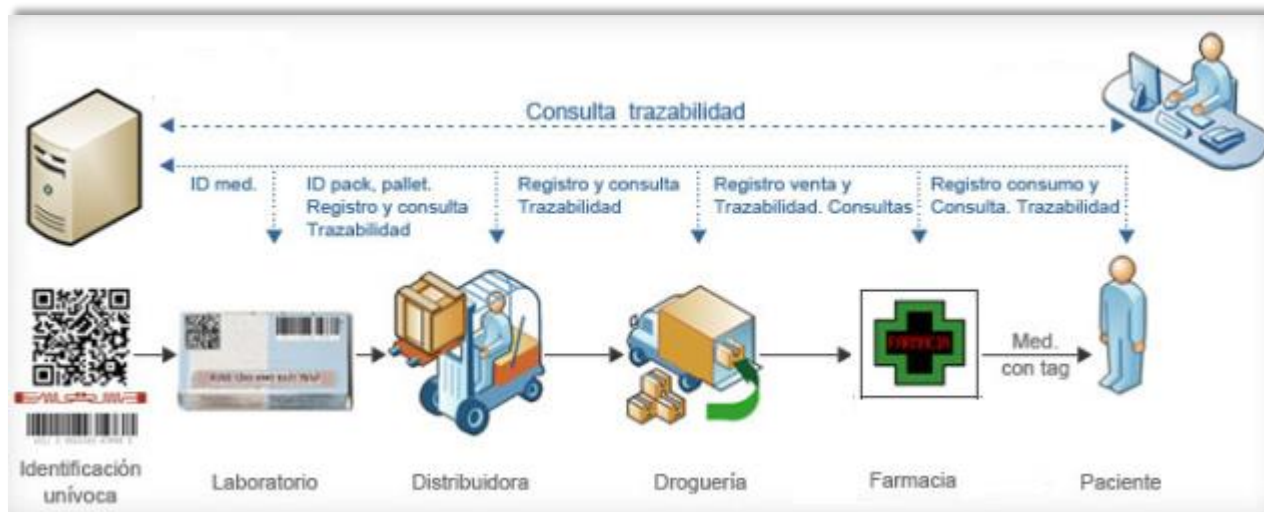 Consulta trazabilidad
ID med.
ID pack, pallet.
Registro y consulta
Trazabilidad
Registro y consulta
Trazabilidad
Registro venta y
Trazabilidad. Consultas
Registro consumo y
Consulta. Trazabilidad
FARMACIA
Med.
con tag
Identificación
unívoca
Laboratorio
Distribuidora
Droguería
Farmacia
Paciente